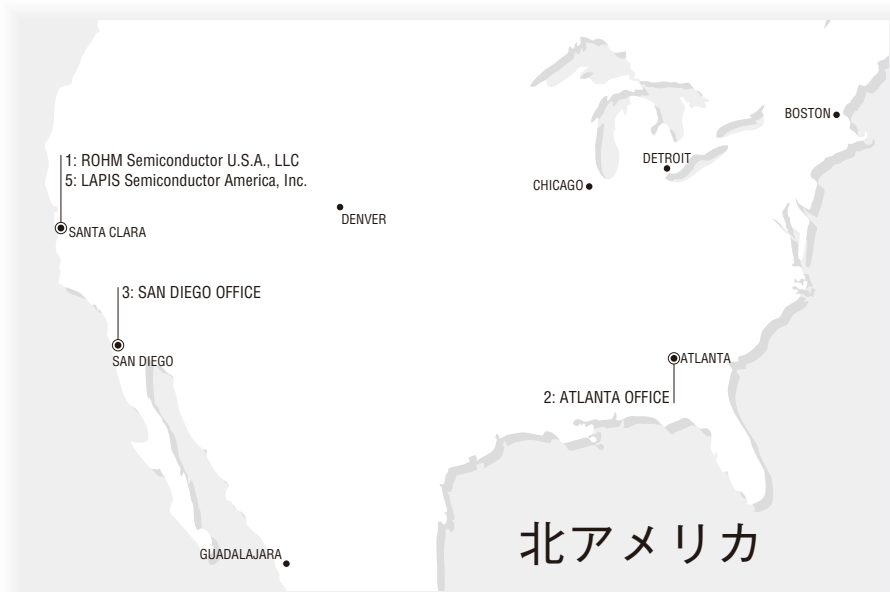 BOSTON
1: ROHM Semiconductor U.S.A., LLC
5: LAPIS Semiconductor America, Inc.
DETROIT
CHICAGO
DENVER
SANTA CLARA
3: SAN DIEGO OFFICE
SAN DIEGO
ATLANTA
2: ATLANTA OFFICE
北アメリカ
GUADALAJARA